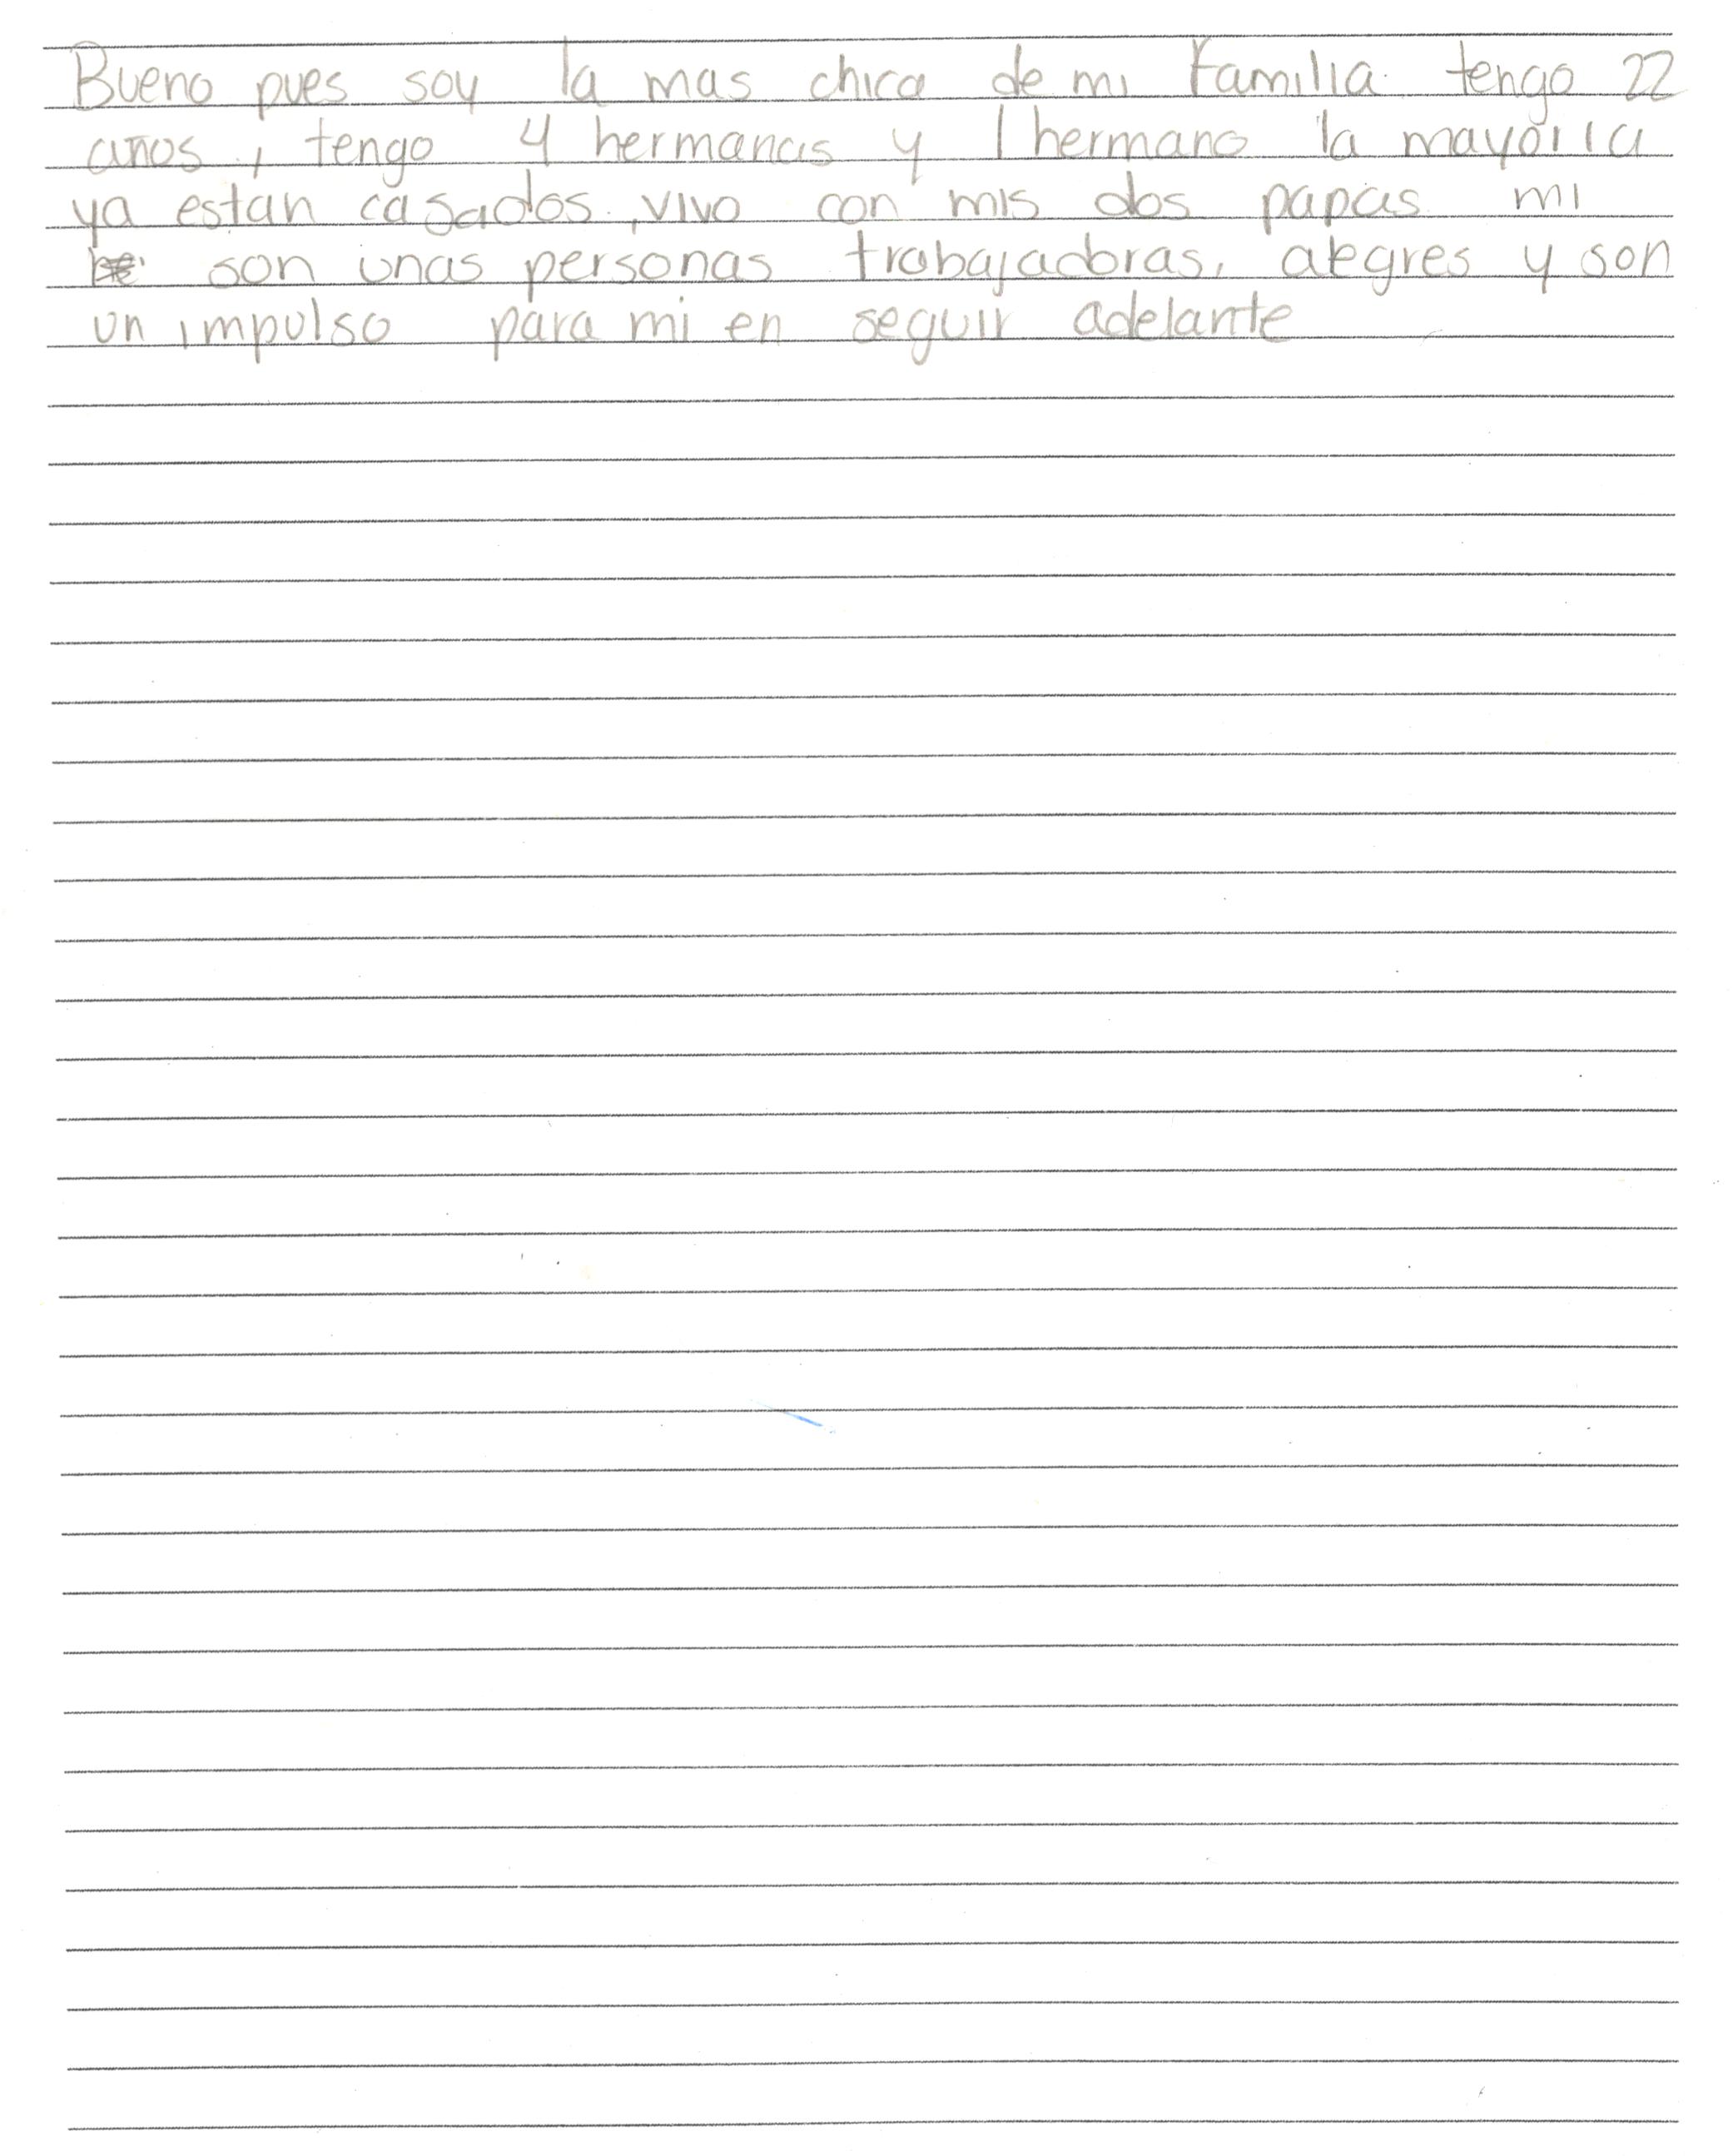 Bueno pues soy la mas chica de mi Familia. tengo 22
años, tengo 4 hermanas y 1 hermano la mayoria
ya estan casados, vivo con mis dos papas mi
son unas personas trabajadoras, alegres y son
un impulso para mi en seguir adelante